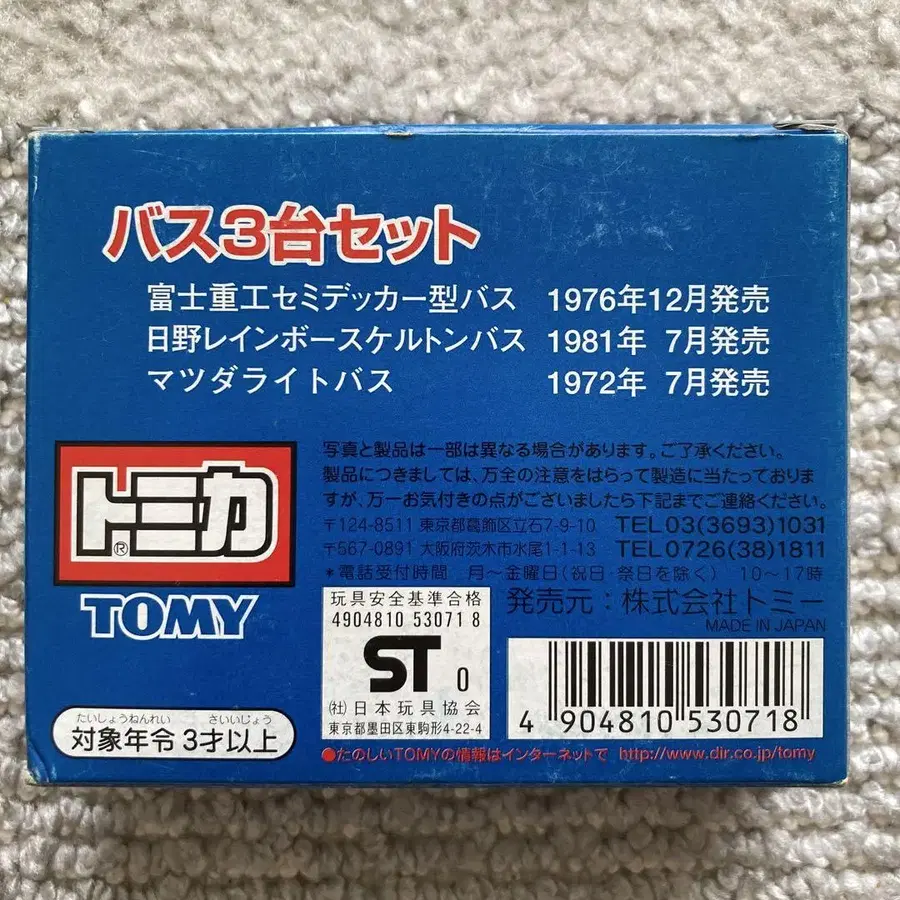 バス3台セット
富士重工セミデッカー型バス 1976年12月発売
日野レインボースケルトンバス 1981年 7月発売
マツダライトバス 1972年 7月発売
トミカ
®
TOMY
写真と製品は一部は異なる場合があります。ご了承ください。
製品につきましては、万全の注意をはらって製造に当たっておりま
すが、万一お気付きの点がございましたら下記までご連絡ください。
〒124-8511 東京都葛飾区立石7-9-10 TEL03(3693)1031
〒567-0891 大阪府茨木市水尾1-1-13 TEL0726(38)1811
*電話受付時間 月~金曜日(祝日・祭日を除く) 10~17時
発売元:株式会社トミー
MADE IN JAPAN
玩具安全基準合格
4904810 53071 8
ST 0
(社)日本玩具協会
東京都墨田区東駒形4-22-4
4 904810 530718
たいしょうねんれい さいいじょう
対象年令 3才以上
●たのしいTOMYの情報はインターネットで http://www.dir.co.jp/tomy